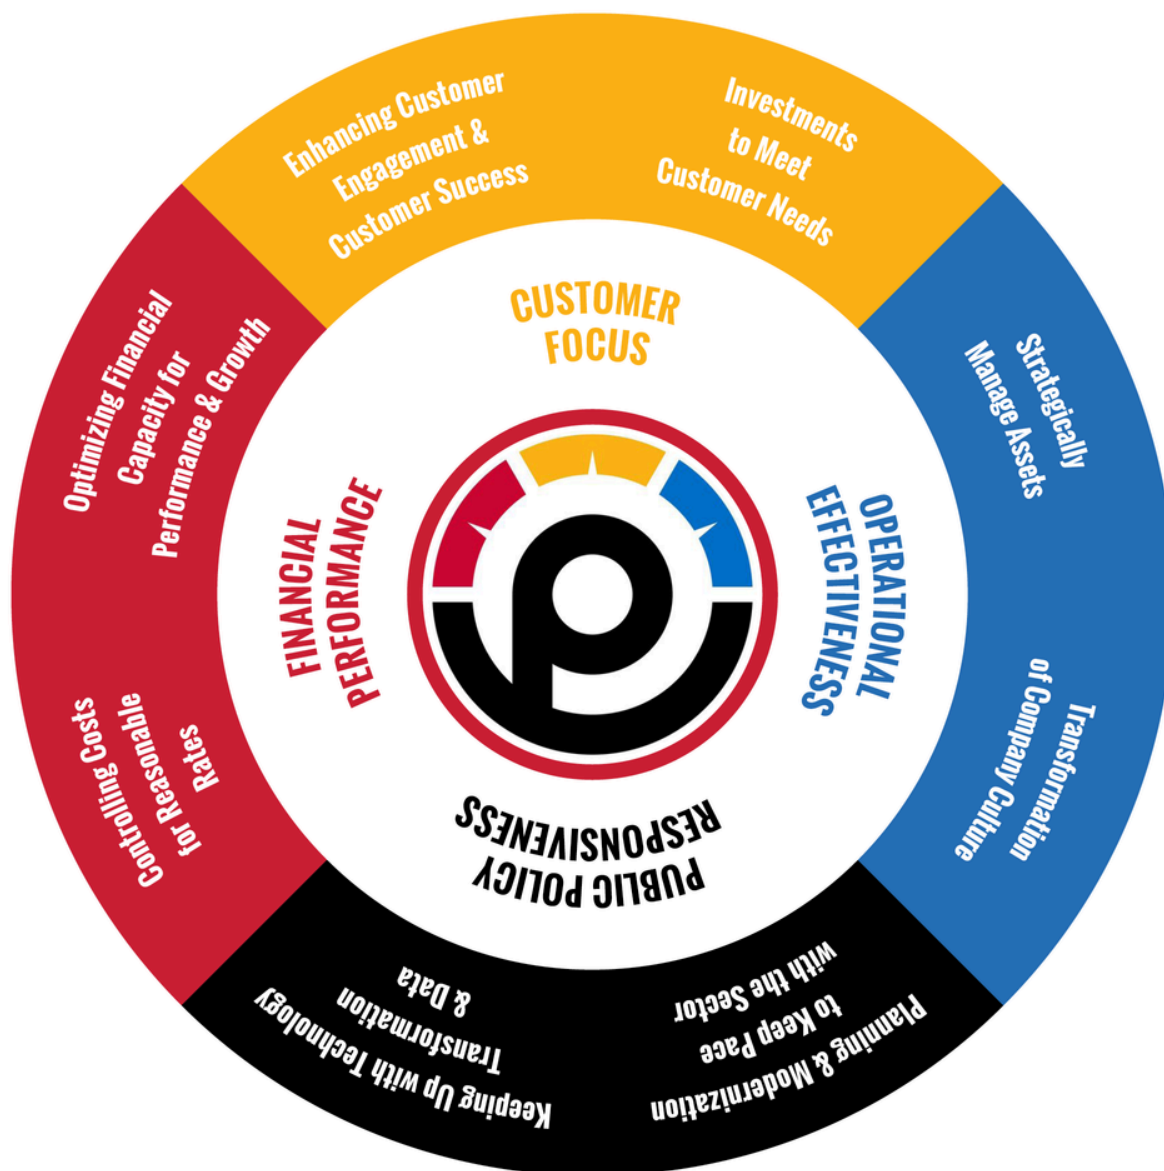 Enhancing Customer
Engagement &
Customer Success
Investments
to Meet
Customer Needs
Strategically
Manage Assets
Transformation
of Company Culture
Planning & Modernization
to Keep Pace
with the Sector
Keeping Up with Technology
Transformation
& Data
Controlling Costs
for Reasonable
Rates
Optimizing Financial
Capacity for
Performance & Growth
CUSTOMER
FOCUS
OPERATIONAL
EFFECTIVENESS
PUBLIC POLICY
RESPONSIVENESS
FINANCIAL
PERFORMANCE